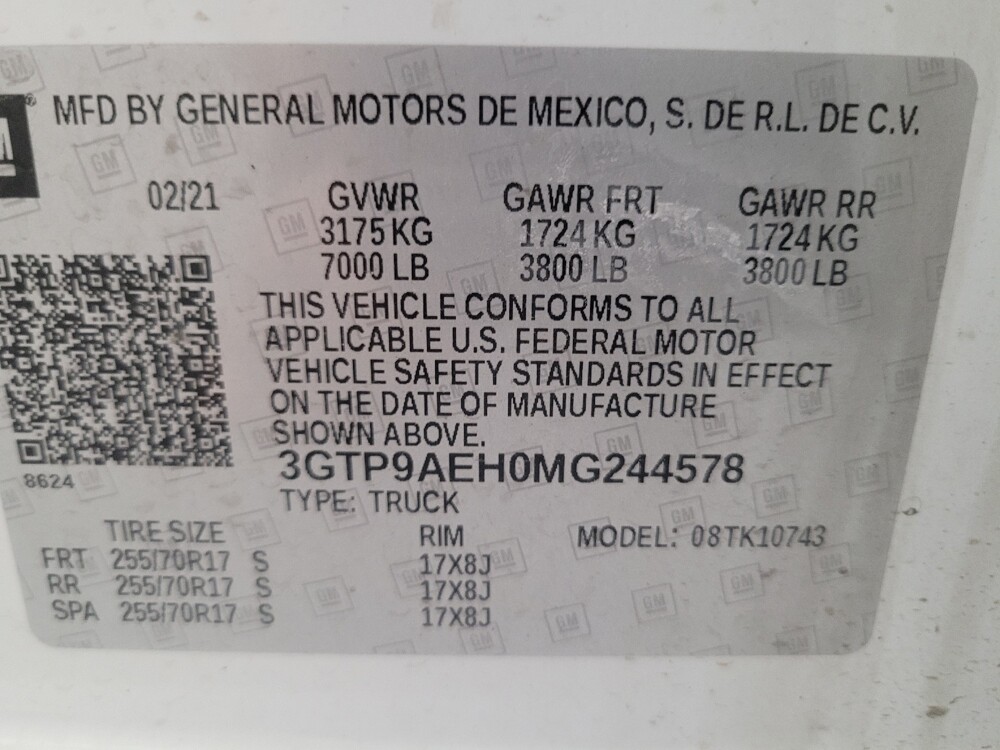 MFD BY GENERAL MOTORS DE MEXICO, S. DE R.L. DE C.V.
02/21 GVWR GAWR FRT GAWR RR
3175 KG 1724 KG 1724 KG
7000 LB 3800 LB 3800 LB
THIS VEHICLE CONFORMS TO ALL
APPLICABLE U.S. FEDERAL MOTOR
VEHICLE SAFETY STANDARDS IN EFFECT
ON THE DATE OF MANUFACTURE
SHOWN ABOVE.
8624
3GTP9AEH0MG244578
TYPE: TRUCK
TIRE SIZE RIM MODEL: 08TK10743
FRT 255/70R17 S 17X8J
RR 255/70R17 S 17X8J
SPA 255/70R17 S 17X8J